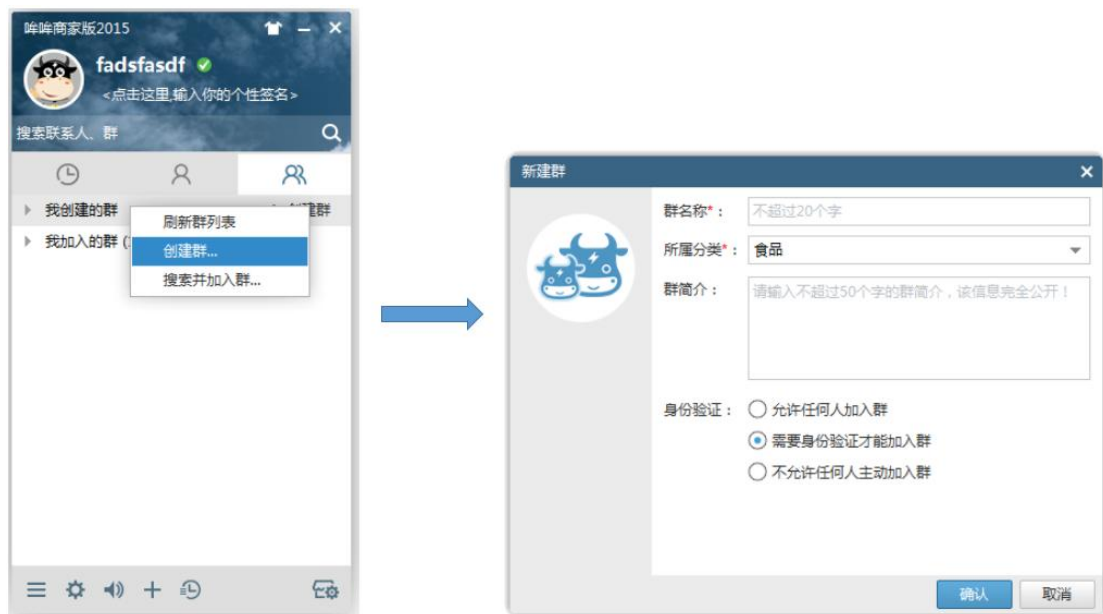 哞哞商家版2015
fadsfasdf
<点击这里,输入你的个性签名>
搜索联系人、群
我创建的群
建群
我加入的群 (
刷新群列表
创建群...
搜索并加入群...
新建群
群名称*：
不超过20个字
所属分类*：
食品
群简介：
请输入不超过50个字的群简介，该信息完全公开！
身份验证：
允许任何人加入群
需要身份验证才能加入群
不允许任何人主动加入群
确认
取消